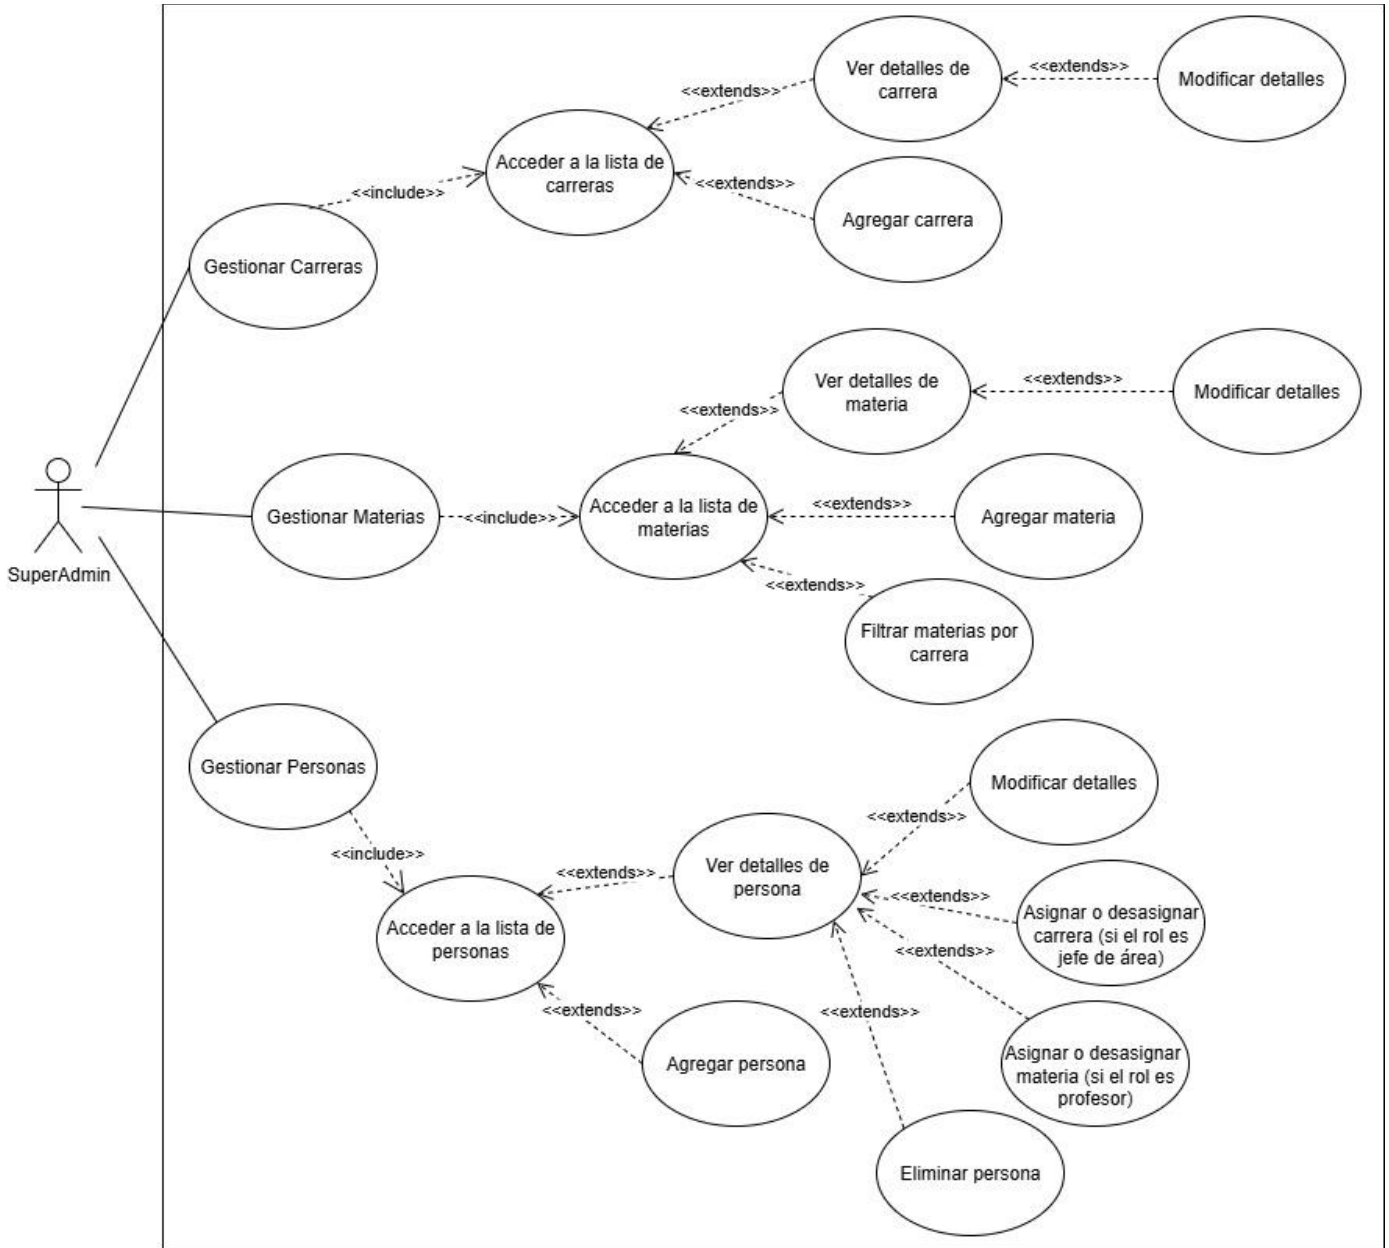 Ver detalles de
carrera
<<extends>>
Modificar detalles
<<extends>>
Acceder a la lista de
carreras
<<extends>>
Agregar carrera
<<include>>
Gestionar Carreras
Ver detalles de
materia
<<extends>>
Modificar detalles
<<extends>>
SuperAdmin
Gestionar Materias
<<include>>
Acceder a la lista de
materias
<<extends>>
Agregar materia
<<extends>>
Filtrar materias por
carrera
Gestionar Personas
<<include>>
Acceder a la lista de
personas
<<extends>>
Ver detalles de
persona
<<extends>>
Modificar detalles
<<extends>>
Asignar o desasignar
carrera (si el rol es
jefe de área)
<<extends>>
Asignar o desasignar
materia (si el rol es
profesor)
<<extends>>
Agregar persona
<<extends>>
Eliminar persona